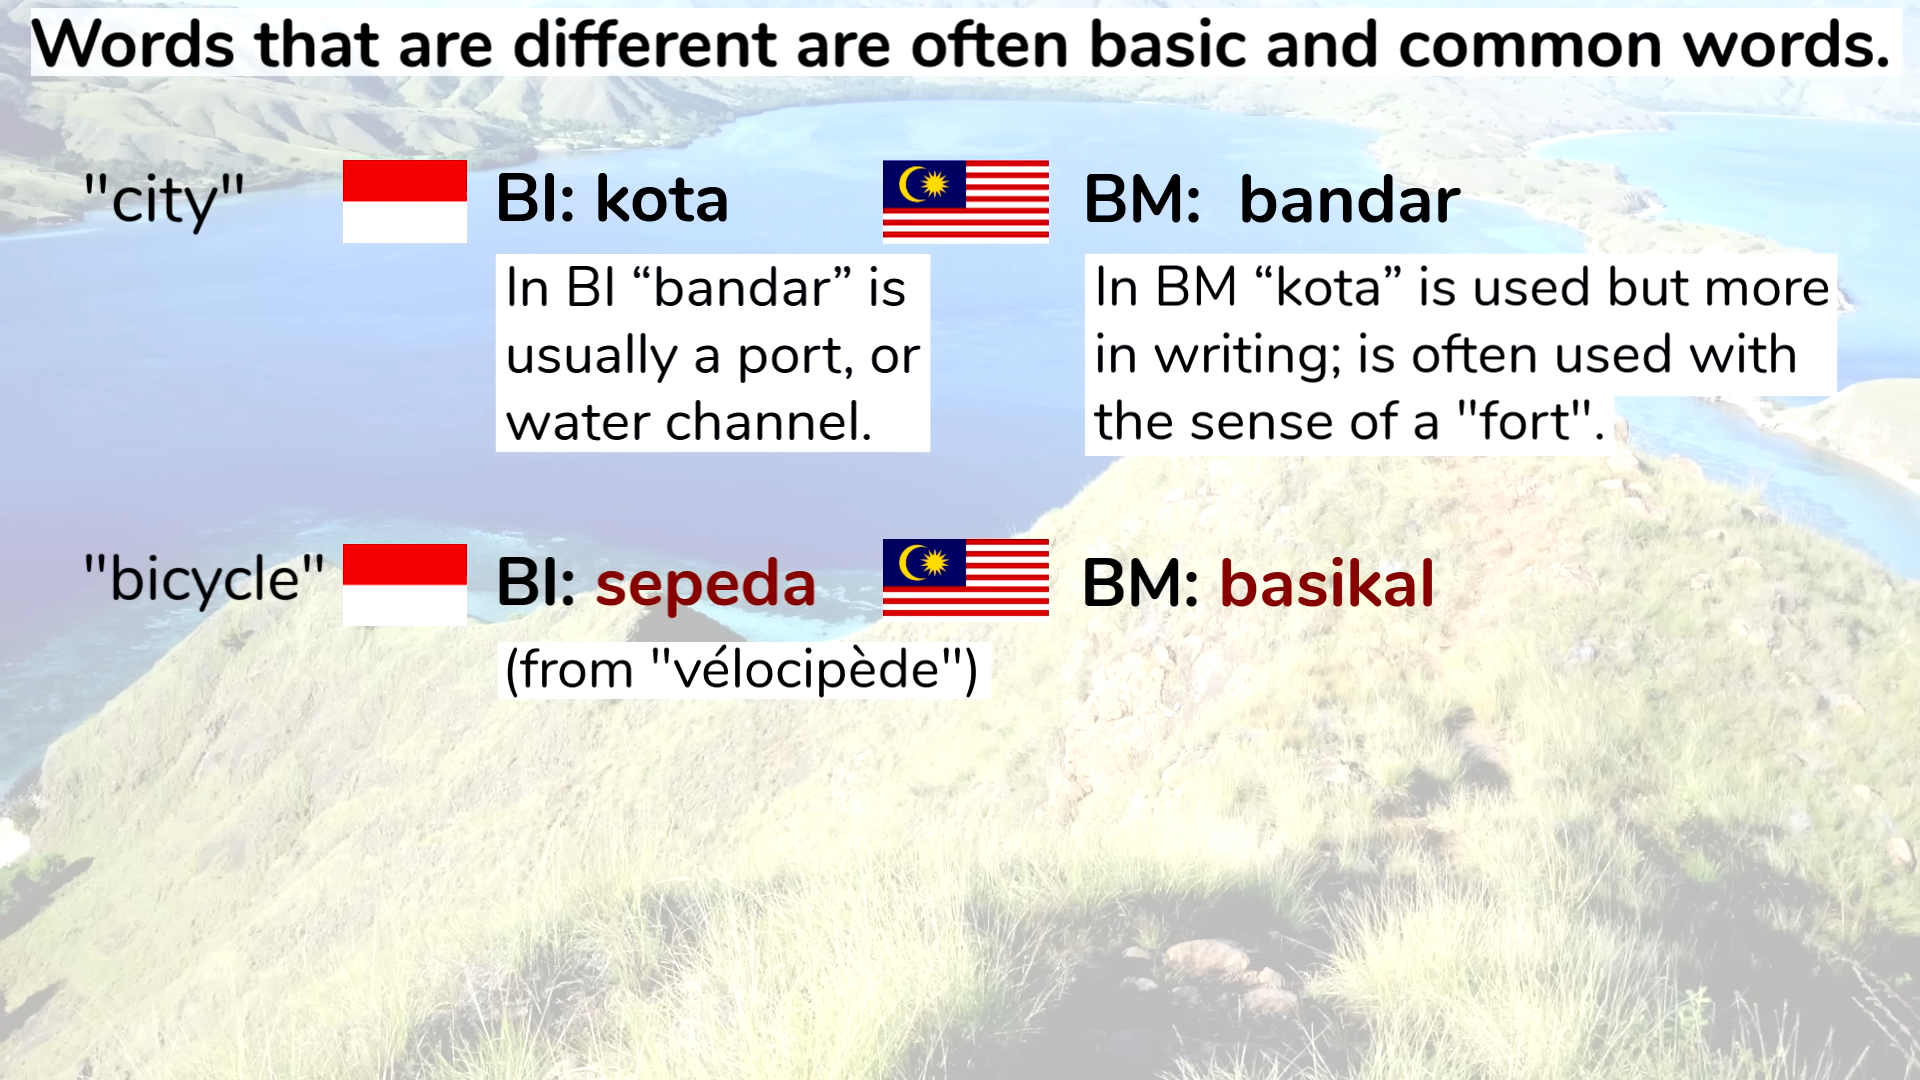 Words that are different are often basic and common words.
"city"
BI: kota
BM: bandar
In BI “bandar” is
usually a port, or
water channel.
In BM “kota” is used but more
in writing; is often used with
the sense of a "fort".
"bicycle"
BI: sepeda
BM: basikal
(from "vélocipède")